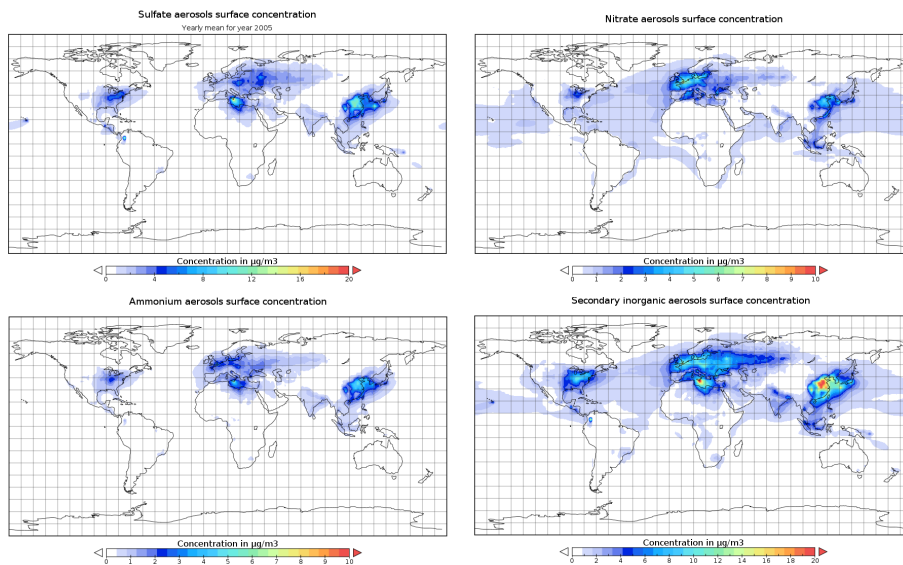 Sulfate aerosols surface concentration
Yearly mean for year 2005
Concentration in µg/m3
0 4 8 12 16 20
Nitrate aerosols surface concentration
Concentration in µg/m3
0 1 2 3 4 5 6 7 8 9 10
Ammonium aerosols surface concentration
Concentration in µg/m3
0 1 2 3 4 5 6 7 8 9 10
Secondary inorganic aerosols surface concentration
Concentration in µg/m3
0 2 4 6 8 10 12 14 16 18 20